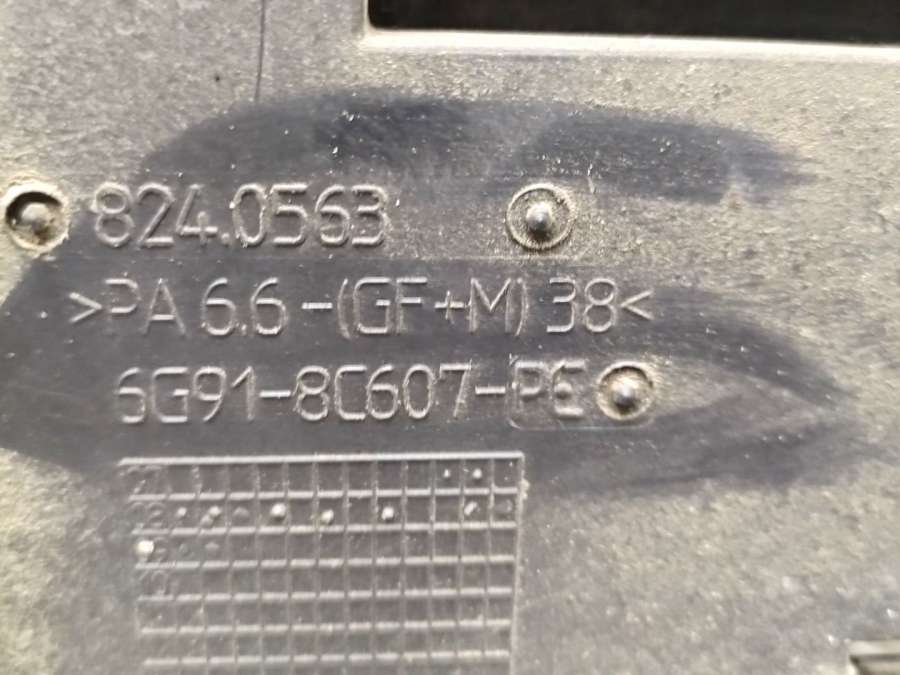 824.0563
>PA 6.6-(GF+M) 38<
6G91-8C607-PE